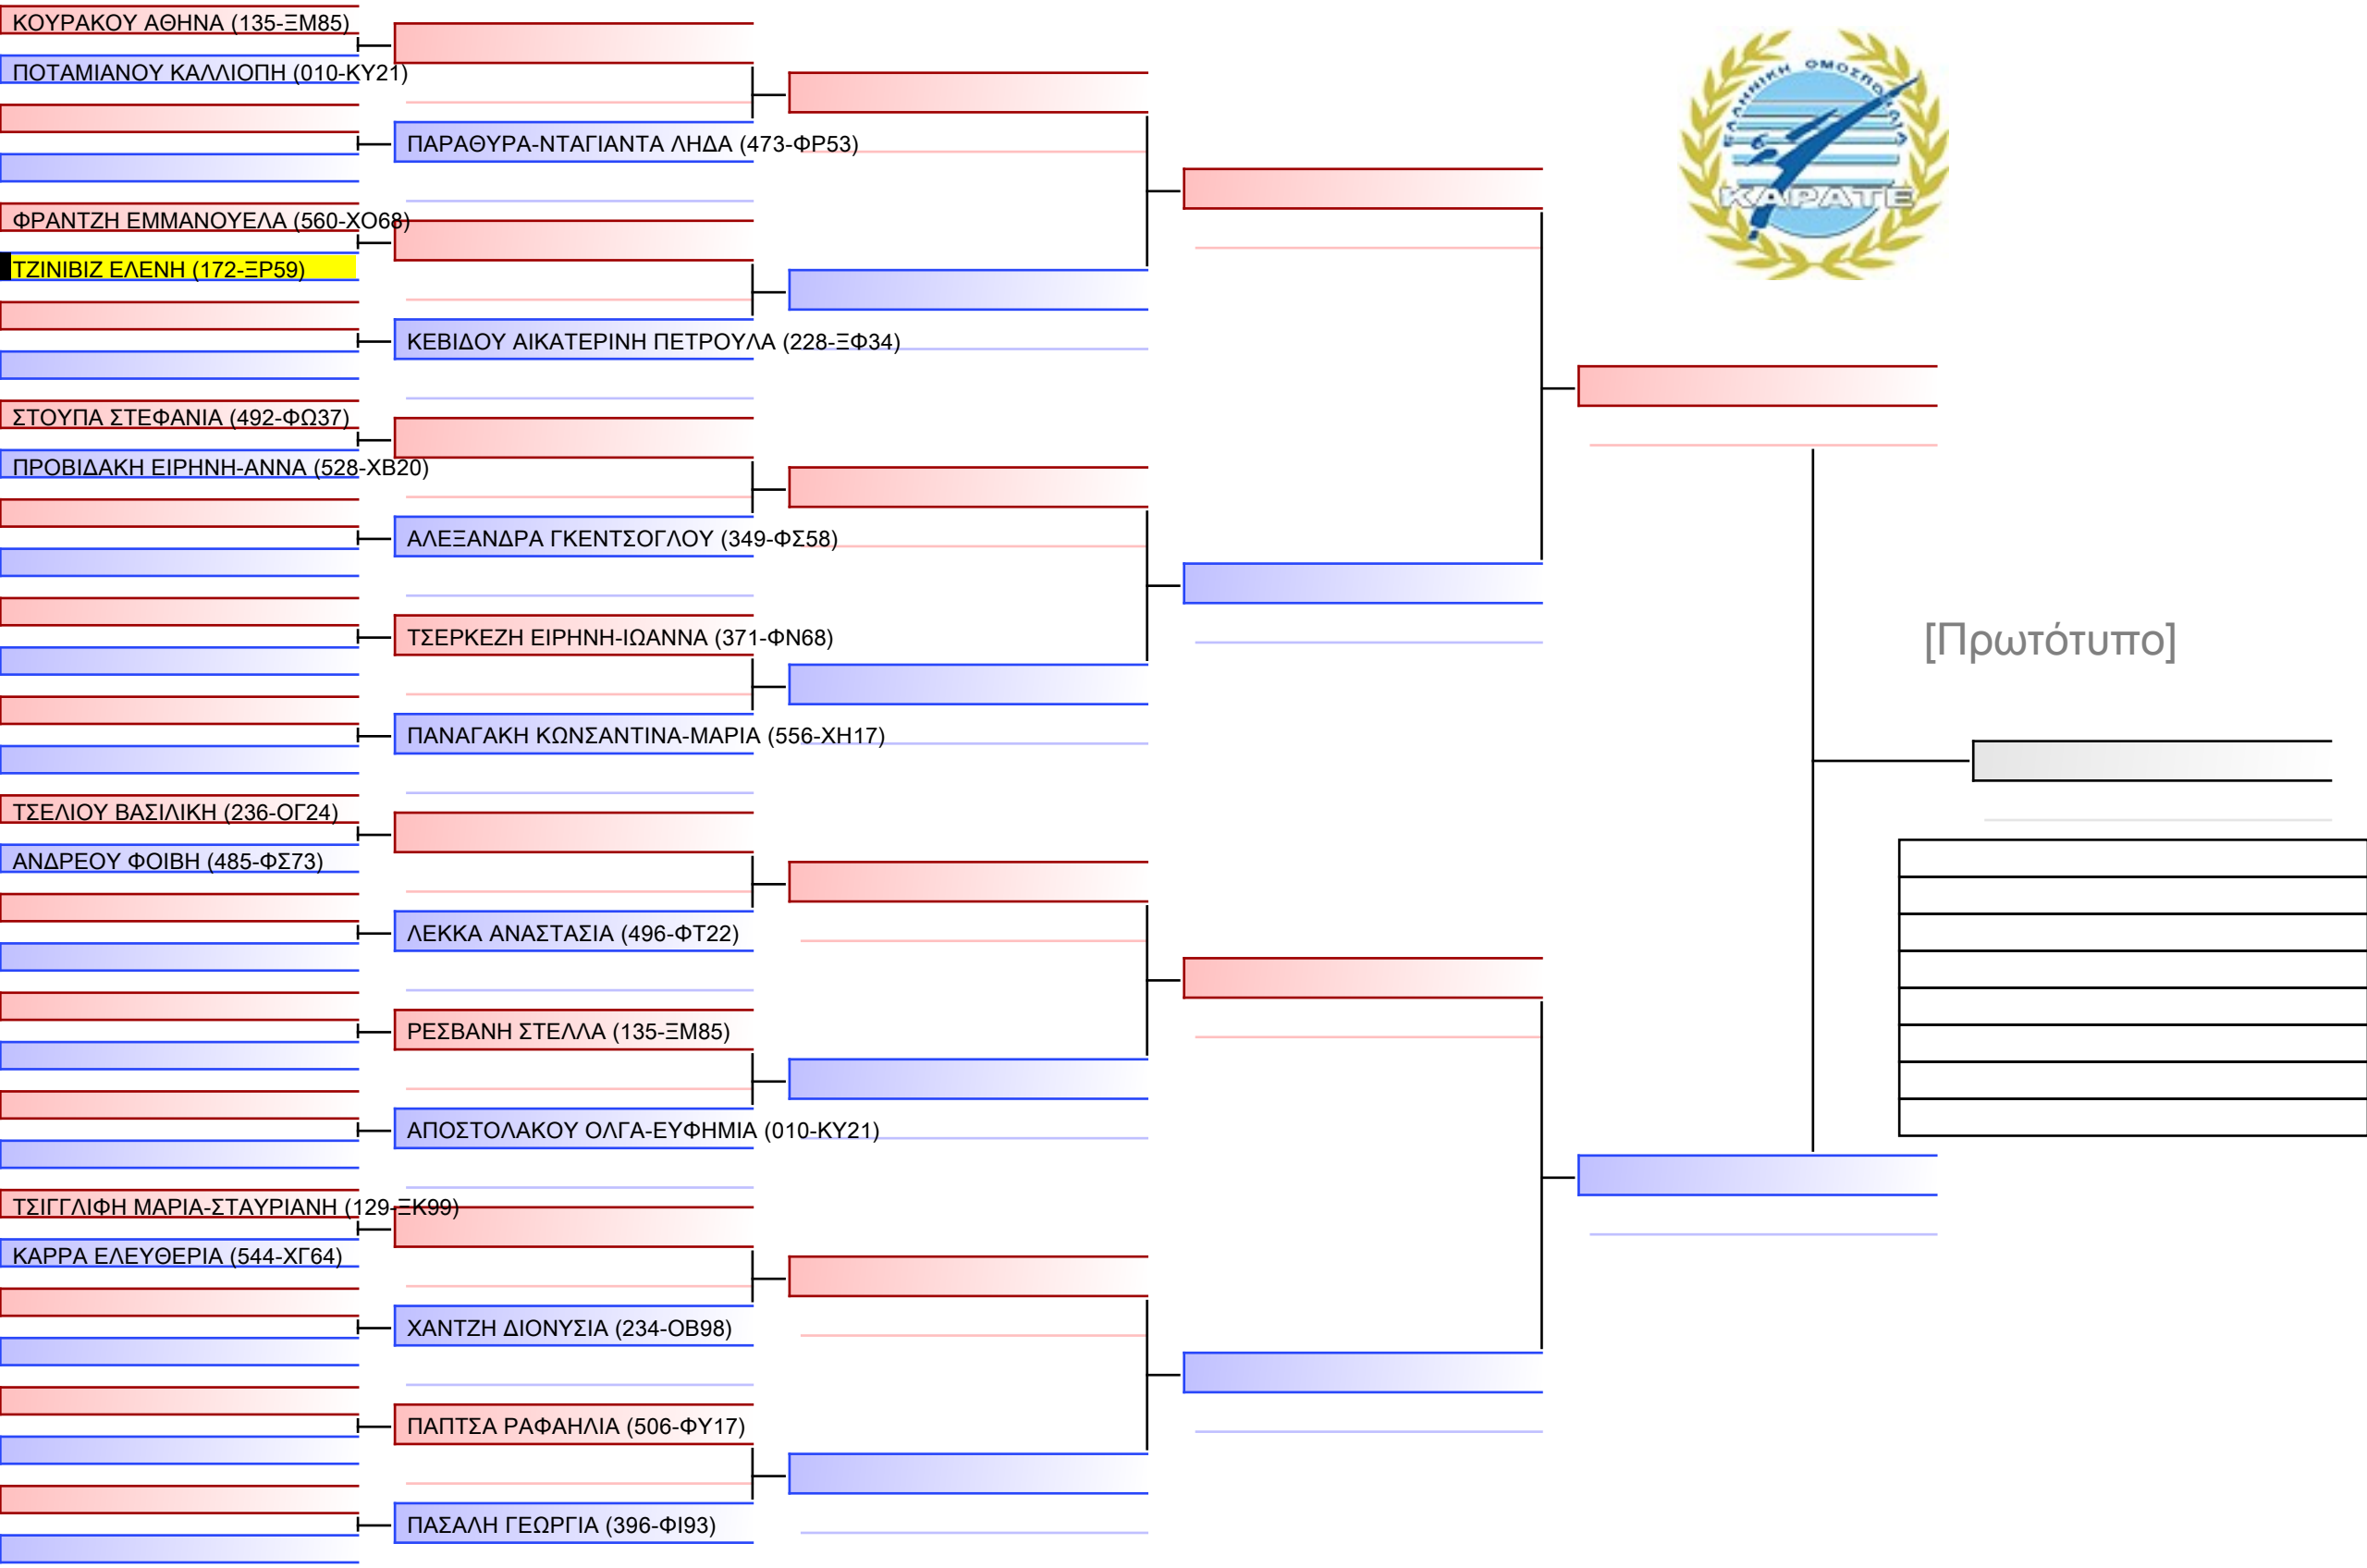 ΚΟΥΡΑΚΟΥ ΑΘΗΝΑ (135-ΞΜ85)
ΠΟΤΑΜΙΑΝΟΥ ΚΑΛΛΙΟΠΗ (010-ΚΥ21)
ΠΑΡΑΘΥΡΑ-ΝΤΑΓΙΑΝΤΑ ΛΗΔΑ (473-ΦΡ53)
ΦΡΑΝΤΖΗ ΕΜΜΑΝΟΥΕΛΑ (560-ΧΟ68)
ΤΖΙΝΙΒΙΖ ΕΛΕΝΗ (172-ΞΡ59)
ΚΕΒΙΔΟΥ ΑΙΚΑΤΕΡΙΝΗ ΠΕΤΡΟΥΛΑ (228-ΞΦ34)
ΣΤΟΥΠΑ ΣΤΕΦΑΝΙΑ (492-ΦΩ37)
ΠΡΟΒΙΔΑΚΗ ΕΙΡΗΝΗ-ΑΝΝΑ (528-ΧΒ20)
ΑΛΕΞΑΝΔΡΑ ΓΚΕΝΤΣΟΓΛΟΥ (349-ΦΣ58)
ΤΣΕΡΚΕΖΗ ΕΙΡΗΝΗ-ΙΩΑΝΝΑ (371-ΦΝ68)
ΠΑΝΑΓΑΚΗ ΚΩΝΣΑΝΤΙΝΑ-ΜΑΡΙΑ (556-ΧΗ17)
ΤΣΕΛΙΟΥ ΒΑΣΙΛΙΚΗ (236-ΟΓ24)
ΑΝΔΡΕΟΥ ΦΟΙΒΗ (485-ΦΣ73)
ΛΕΚΚΑ ΑΝΑΣΤΑΣΙΑ (496-ΦΤ22)
ΡΕΣΒΑΝΗ ΣΤΕΛΛΑ (135-ΞΜ85)
ΑΠΟΣΤΟΛΑΚΟΥ ΟΛΓΑ-ΕΥΦΗΜΙΑ (010-ΚΥ21)
ΤΣΙΓΓΛΙΦΗ ΜΑΡΙΑ-ΣΤΑΥΡΙΑΝΗ (129-ΞΚ99)
ΚΑΡΡΑ ΕΛΕΥΘΕΡΙΑ (544-ΧΓ64)
ΧΑΝΤΖΗ ΔΙΟΝΥΣΙΑ (234-ΟΒ98)
ΠΑΠΤΣΑ ΡΑΦΑΗΛΙΑ (506-ΦΥ17)
ΠΑΣΑΛΗ ΓΕΩΡΓΙΑ (396-ΦΙ93)
ΕΛΛΗΝΙΚΗ ΟΜΟΣΠΟΝΔΙΑ
ΚΑΡΑΤΕ
[Πρωτότυπο]